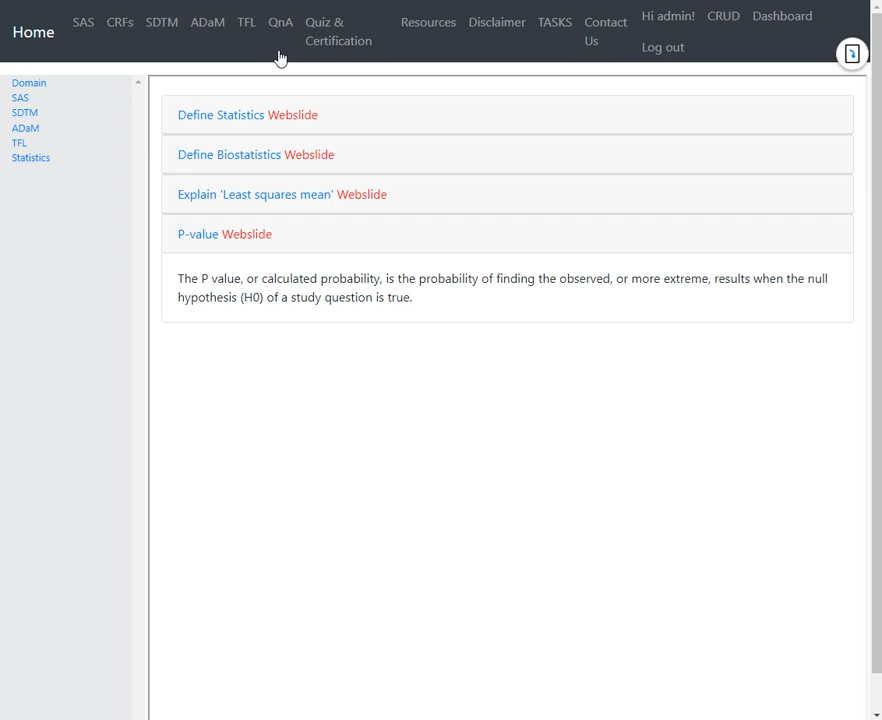 Home SAS CRFs SDTM ADaM TFL QnA Quiz & Certification Resources Disclaimer TASKS Contact Us Hi admin! CRUD Dashboard
Log out
Domain
SAS
SDTM
ADaM
TFL
Statistics
Define Statistics Webslide
Define Biostatistics Webslide
Explain 'Least squares mean' Webslide
P-value Webslide
The P value, or calculated probability, is the probability of finding the observed, or more extreme, results when the null
hypothesis (H0) of a study question is true.